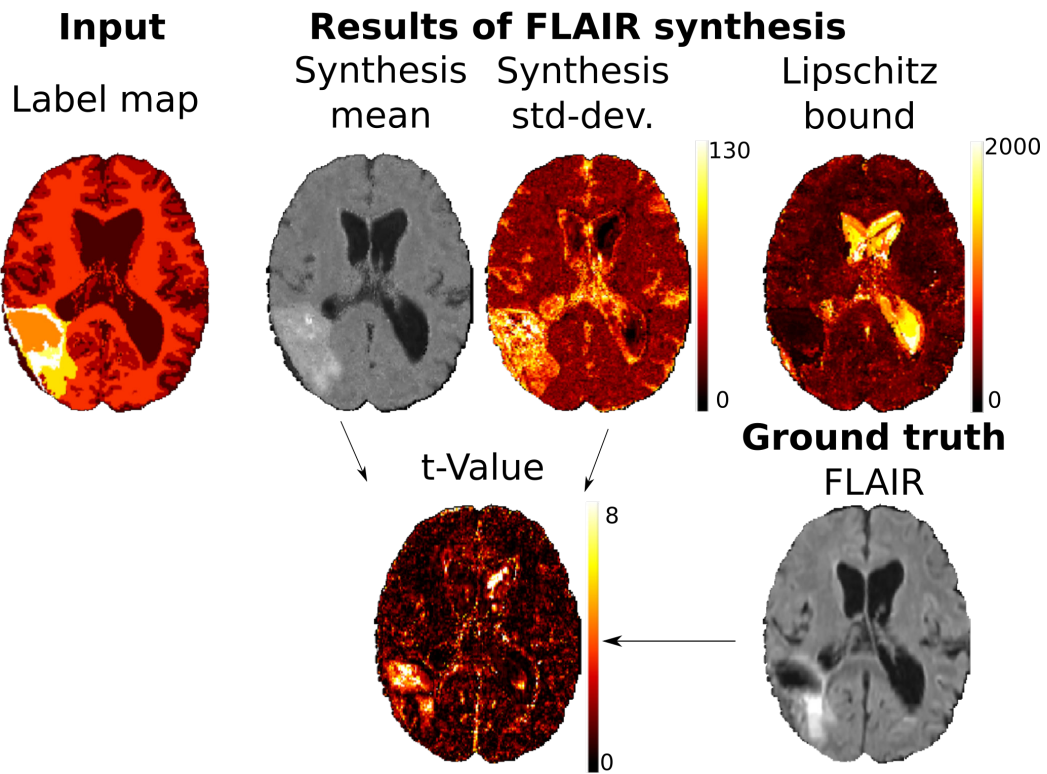 Input
Results of FLAIR synthesis
Label map
Synthesis
mean
Synthesis
std-dev.
Lipschitz
bound
130
0
2000
0
t-Value
8
0
Ground truth
FLAIR